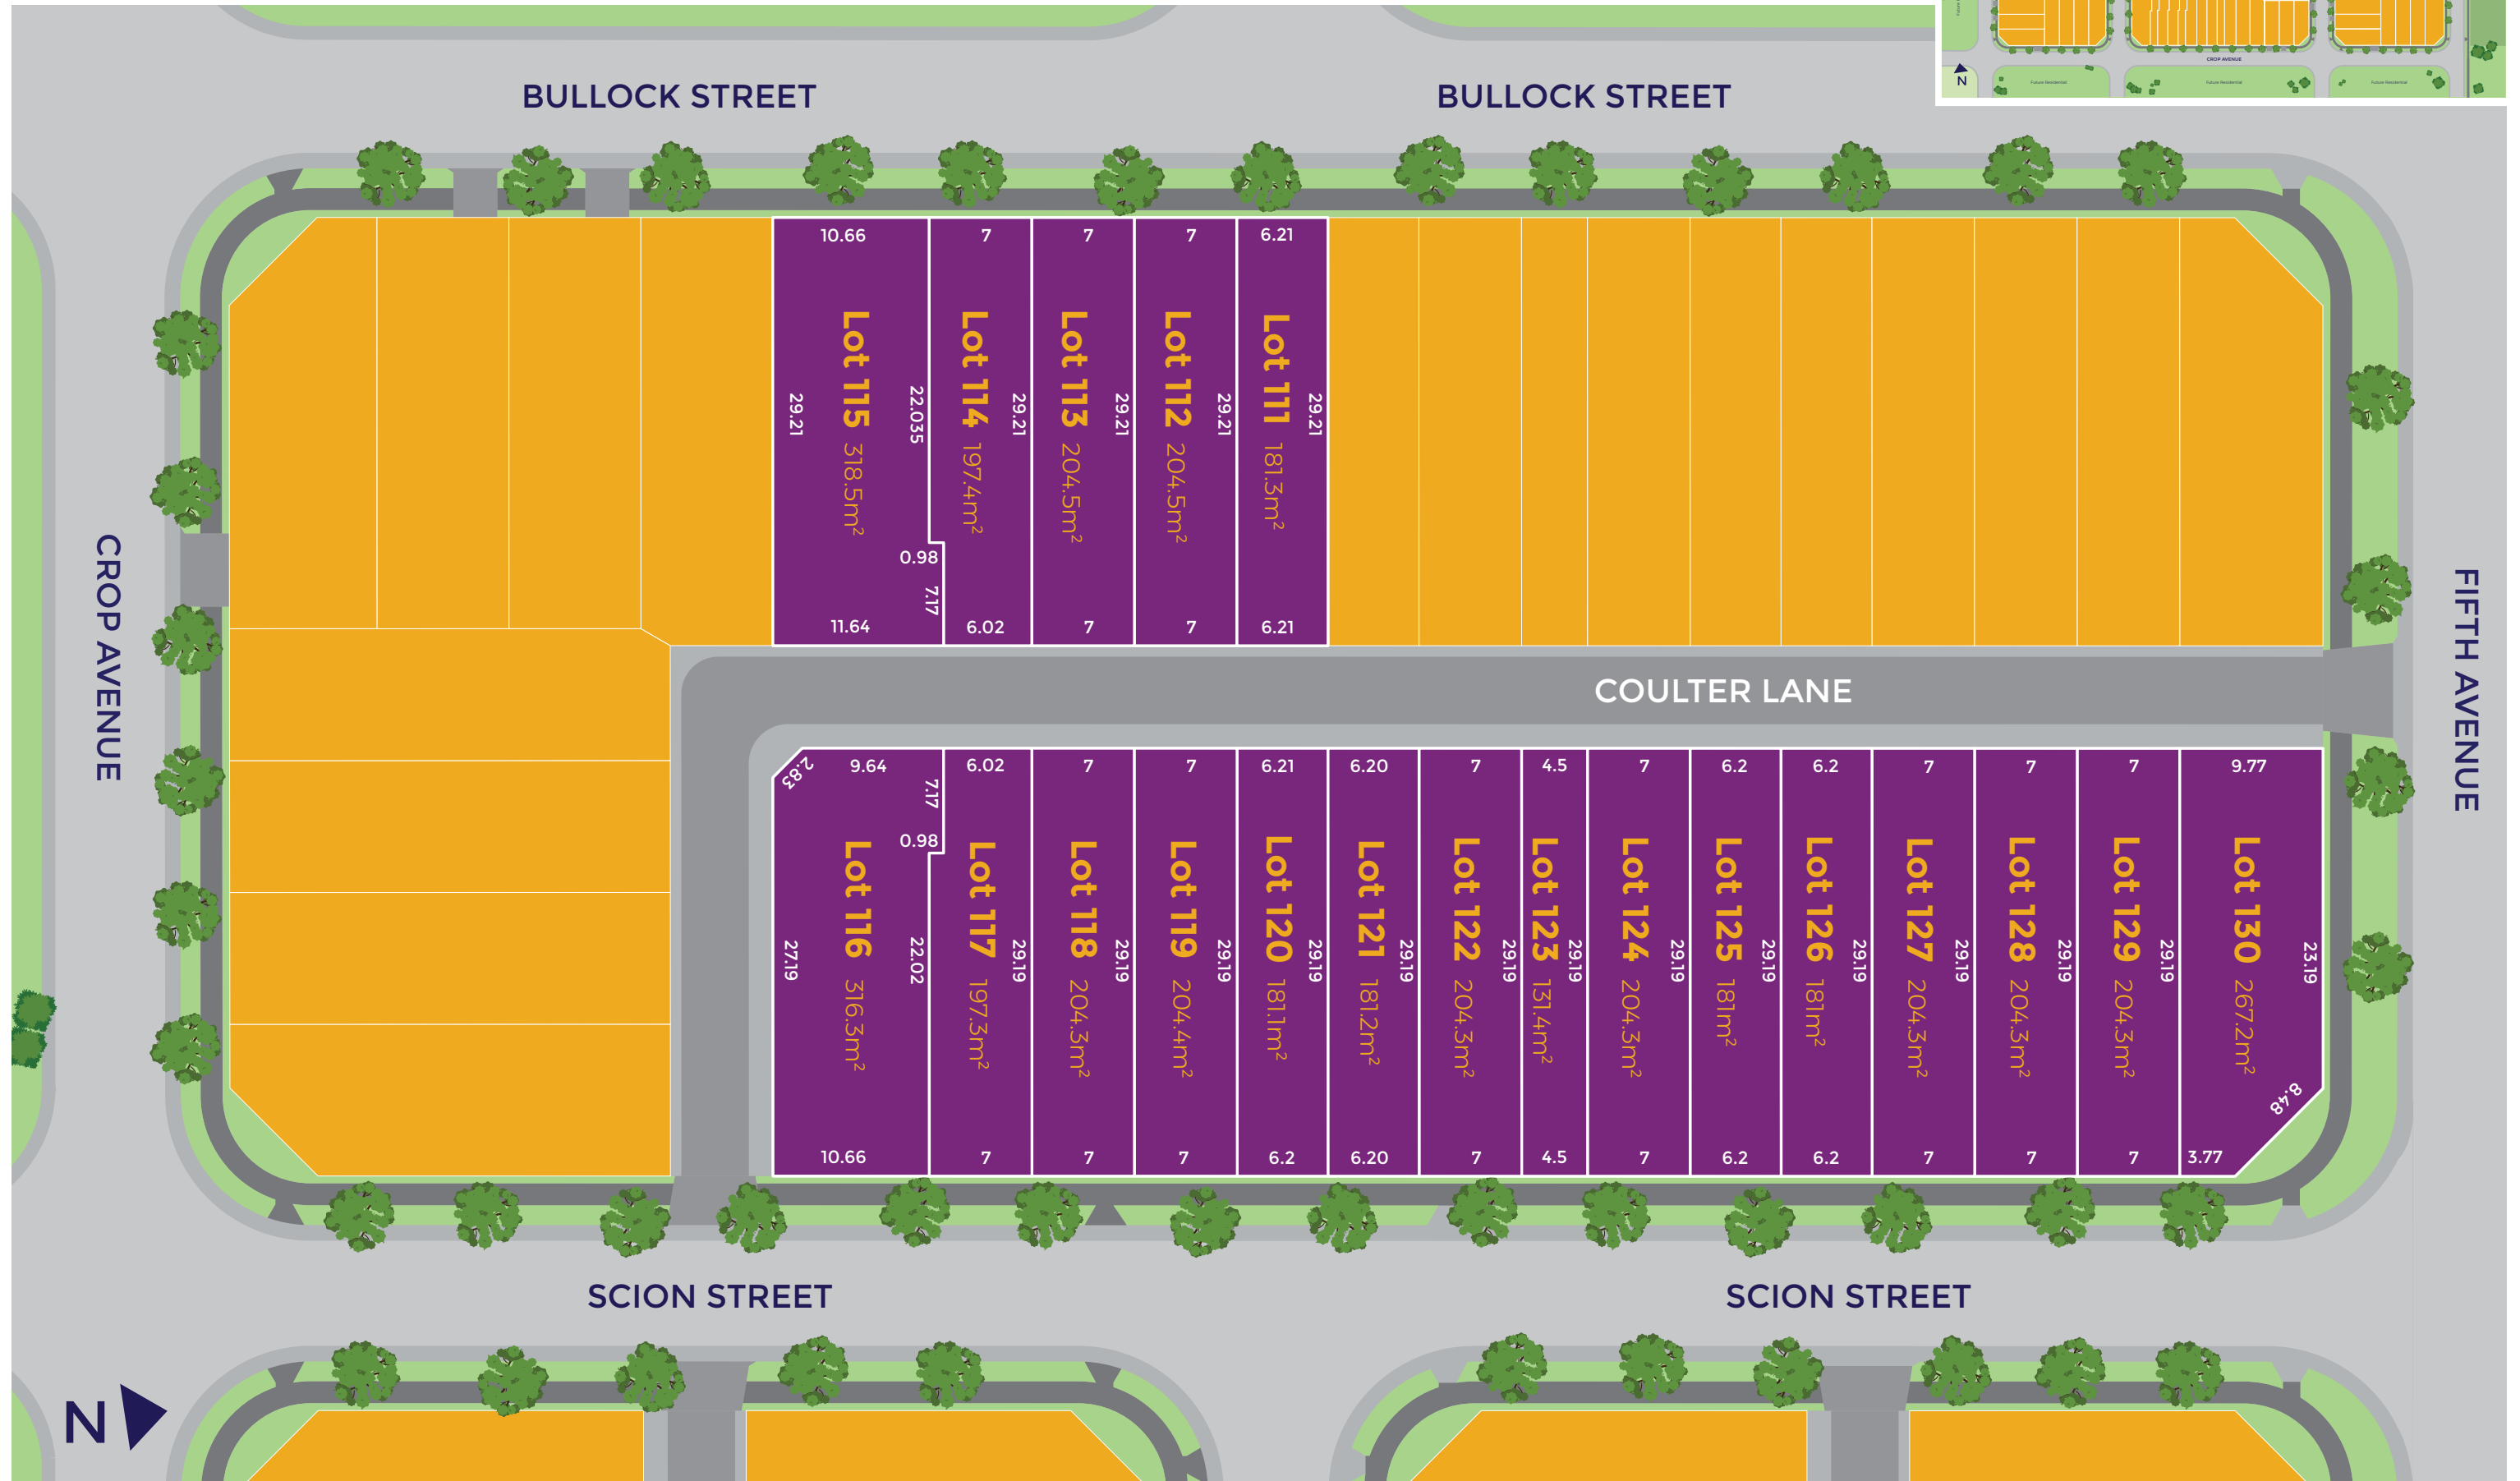 CROP AVENUE
Future Residential
Future Residential
Future Residential
N
BULLOCK STREET
BULLOCK STREET
10.66
7
7
7
6.21
Lot 115 318.5m²
Lot 114 197.4m²
Lot 113 204.5m²
Lot 112 204.5m²
Lot 111 181.3m²
29.21
22.035
29.21
29.21
29.21
29.21
0.98
7.17
11.64
6.02
7
7
6.21
CROP AVENUE
FIFTH AVENUE
COULTER LANE
2.83
9.64
6.02
7
7
6.21
6.20
7
4.5
7
6.2
6.2
7
7
7
9.77
7.17
0.98
Lot 116 316.3m²
Lot 117 197.3m²
Lot 118 204.3m²
Lot 119 204.4m²
Lot 120 181.1m²
Lot 121 181.2m²
Lot 122 204.3m²
Lot 123 131.4m²
Lot 124 204.3m²
Lot 125 181m²
Lot 126 181m²
Lot 127 204.3m²
Lot 128 204.3m²
Lot 129 204.3m²
Lot 130 267.2m²
27.19
22.02
29.19
29.19
29.19
29.19
29.19
29.19
29.19
29.19
29.19
29.19
29.19
29.19
29.19
23.19
8.48
10.66
7
7
7
6.2
6.20
7
4.5
7
6.2
6.2
7
7
7
3.77
SCION STREET
SCION STREET
N